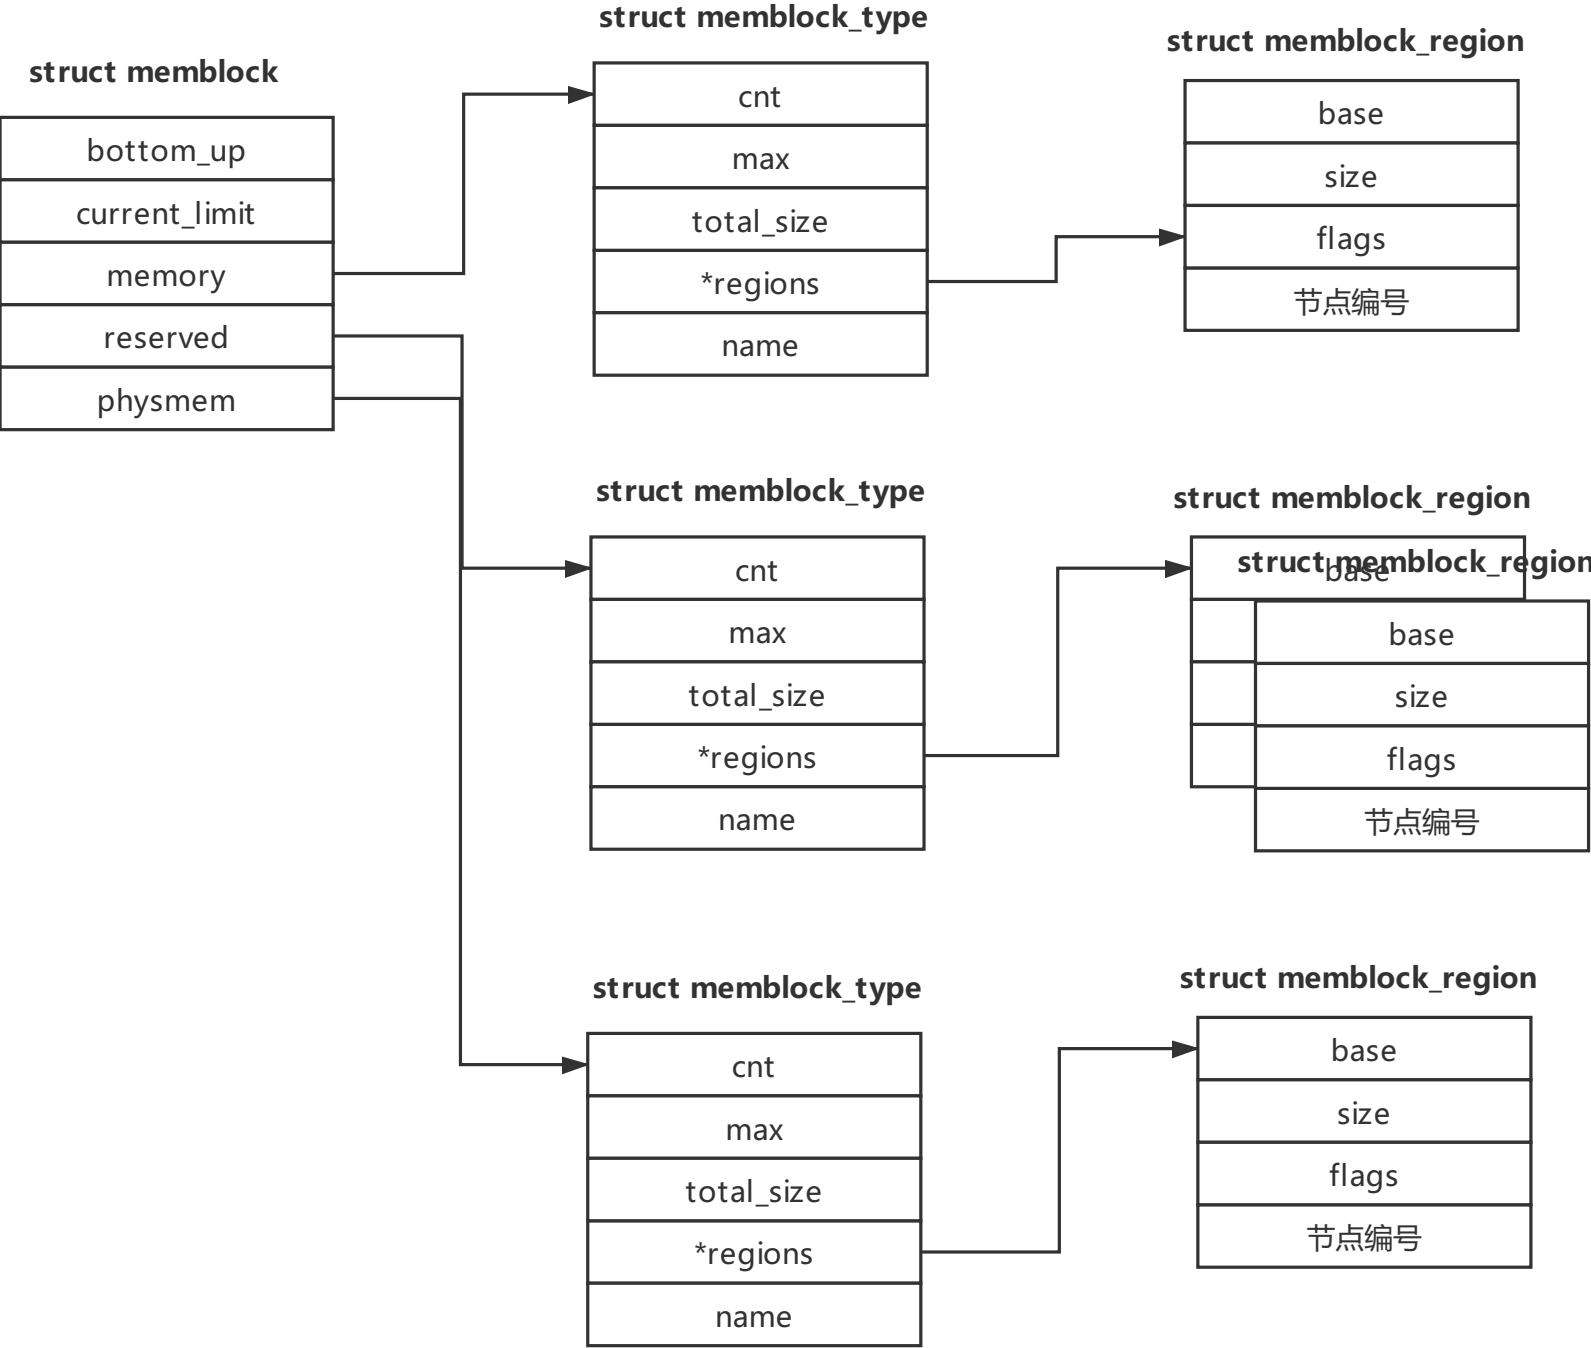 struct memblock
bottom_up
current_limit
memory
reserved
physmem
struct memblock_type
cnt
max
total_size
*regions
name
struct memblock_region
base
size
flags
节点编号
struct memblock_type
cnt
max
total_size
*regions
name
struct memblock_region
base
struct memblock_region
base
size
flags
节点编号
struct memblock_type
cnt
max
total_size
*regions
name
struct memblock_region
base
size
flags
节点编号